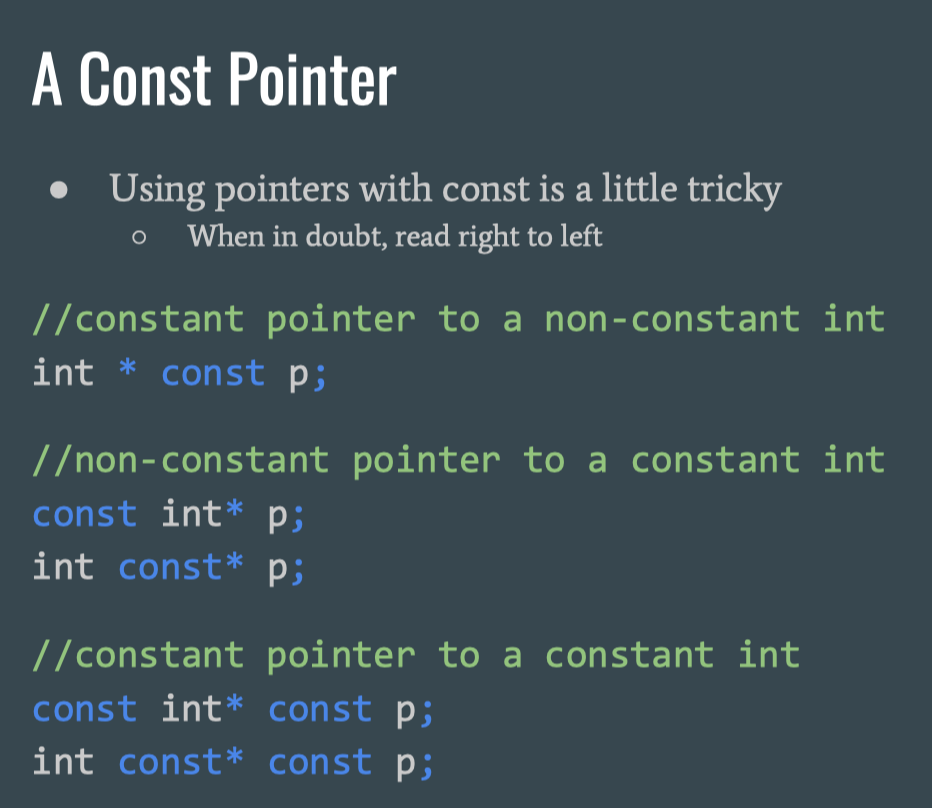 A Const Pointer
● Using pointers with const is a little tricky
○ When in doubt, read right to left
//constant pointer to a non-constant int
int * const p;
//non-constant pointer to a constant int
const int* p;
int const* p;
//constant pointer to a constant int
const int* const p;
int const* const p;